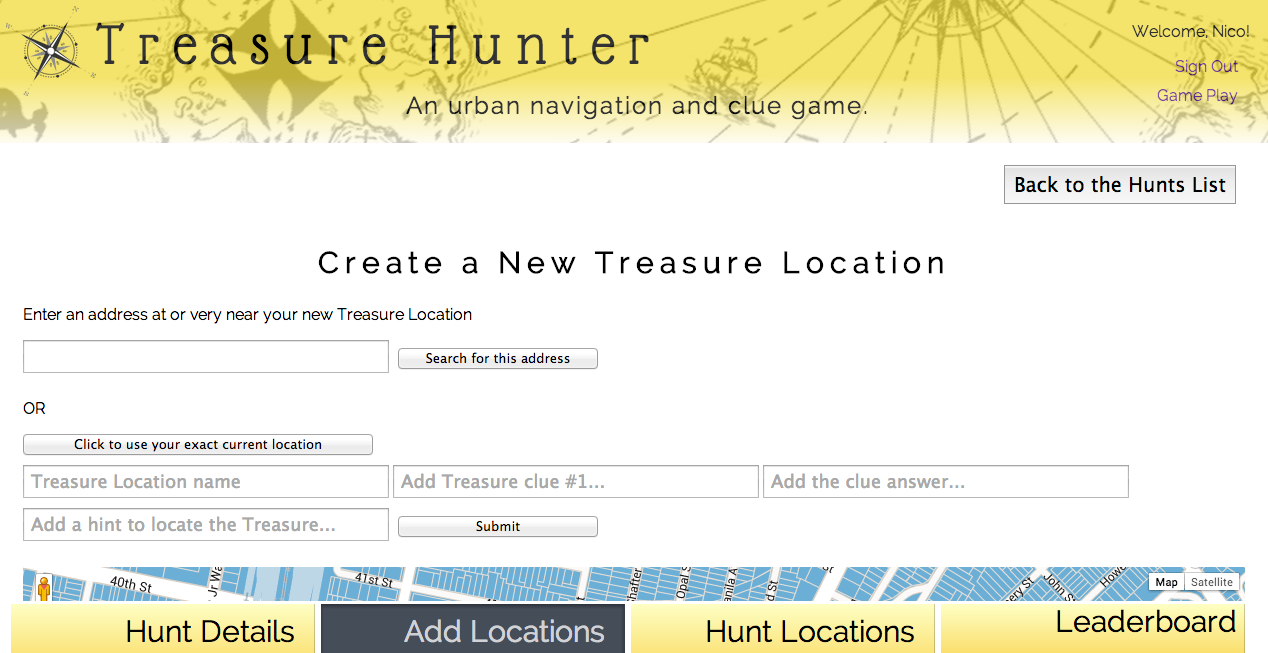 Treasure Hunter
An urban navigation and clue game.
Welcome, Nico!
Sign Out
Game Play
Back to the Hunts List
Create a New Treasure Location
Enter an address at or very near your new Treasure Location
Search for this address
OR
Click to use your exact current location
Treasure Location name Add Treasure clue #1... Add the clue answer...
Add a hint to locate the Treasure... Submit
40th St 41st St Map Satellite
Hunt Details Add Locations Hunt Locations Leaderboard